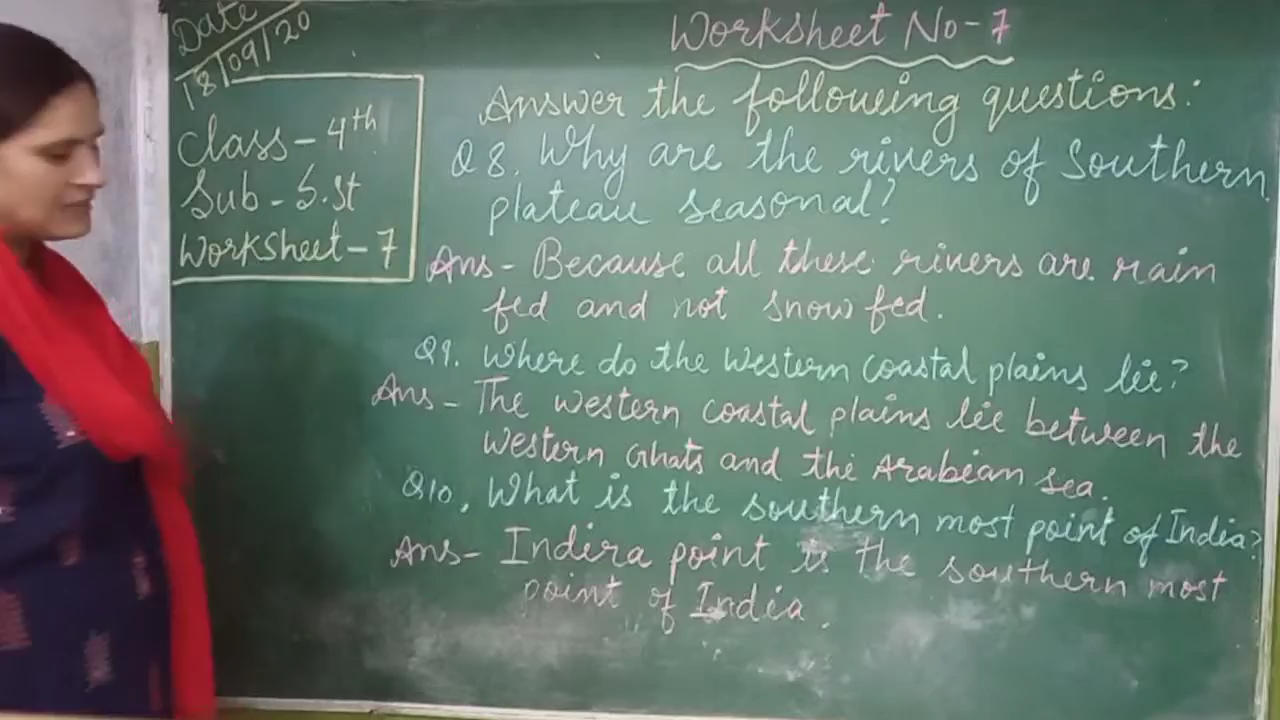 Date
18/09/20
Class - 4th
Sub - S.St
Worksheet - 7
Worksheet No - 7
Answer the following questions:
Q8. Why are the rivers of Southern
plateau seasonal?
Ans - Because all these rivers are rain
fed and not snow fed.
Q9. Where do the Western coastal plains lie?
Ans - The western coastal plains lie between the
Western Ghats and the Arabian Sea.
Q10. What is the southern most point of India?
Ans - Indira point is the southern most
point of India.